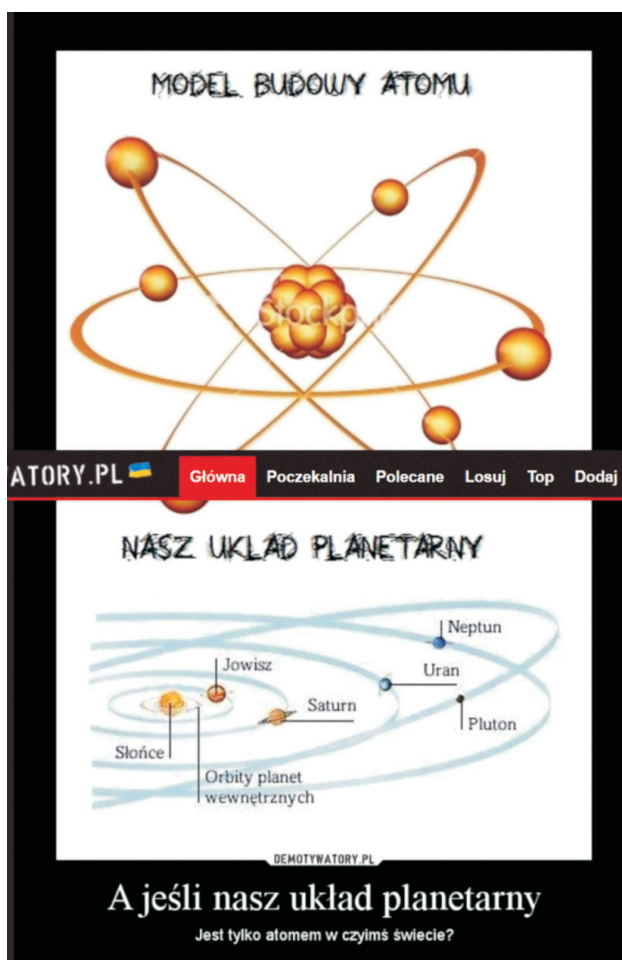 MODEL BUDOWY ATOMU
ATORY.PL
Główna Poczekalnia Polecane Losuj Top Dodaj
NASZ UKŁAD PLANETARNY
Neptun
Jowisz
Uran
Saturn
Pluton
Słońce
Orbity planet
wewnętrznych
DEMOTYWATORY.PL
A jeśli nasz układ planetarny
Jest tylko atomem w czyimś świecie?